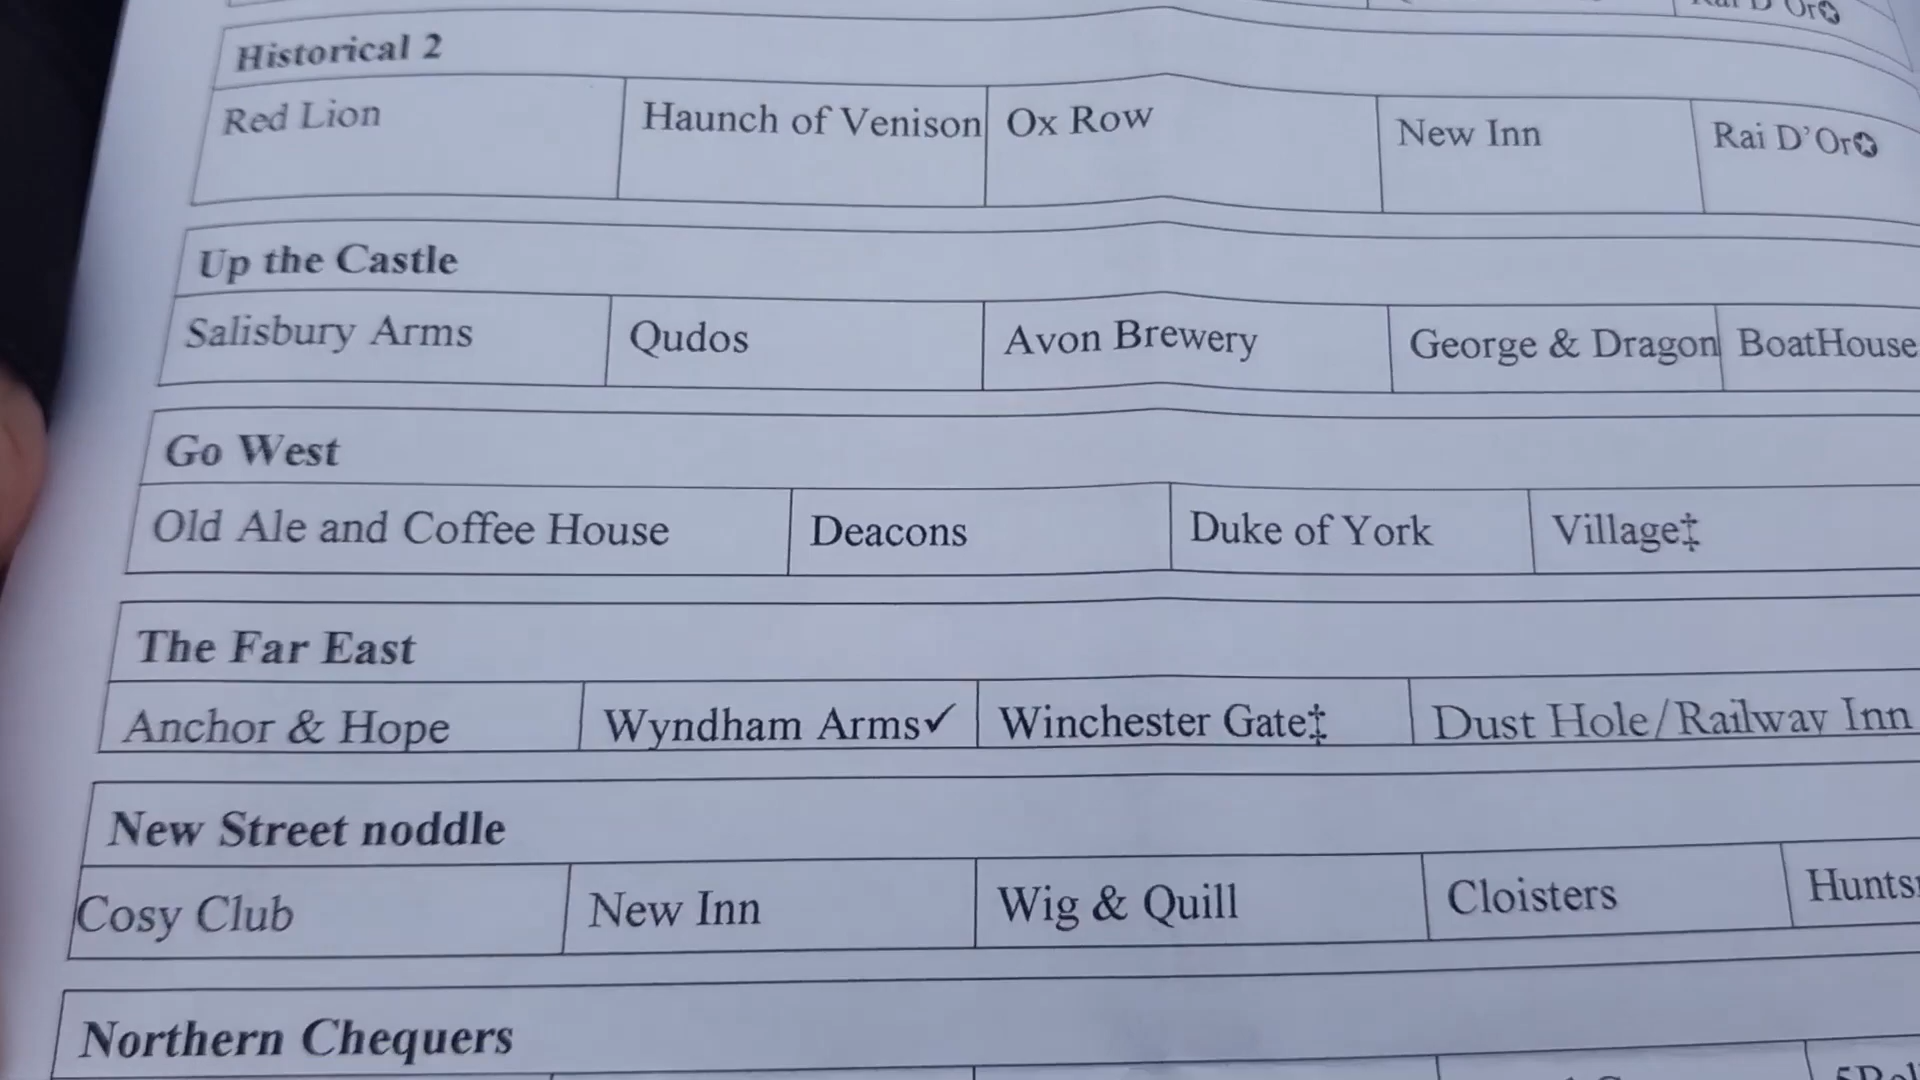 Historical 2
Red Lion Haunch of Venison Ox Row New Inn Rai D'Or✪
Up the Castle
Salisbury Arms Qudos Avon Brewery George & Dragon BoatHouse
Go West
Old Ale and Coffee House Deacons Duke of York Village‡
The Far East
Anchor & Hope Wyndham Arms✓ Winchester Gate‡ Dust Hole/Railway Inn
New Street noddle
Cosy Club New Inn Wig & Quill Cloisters
Northern Chequers